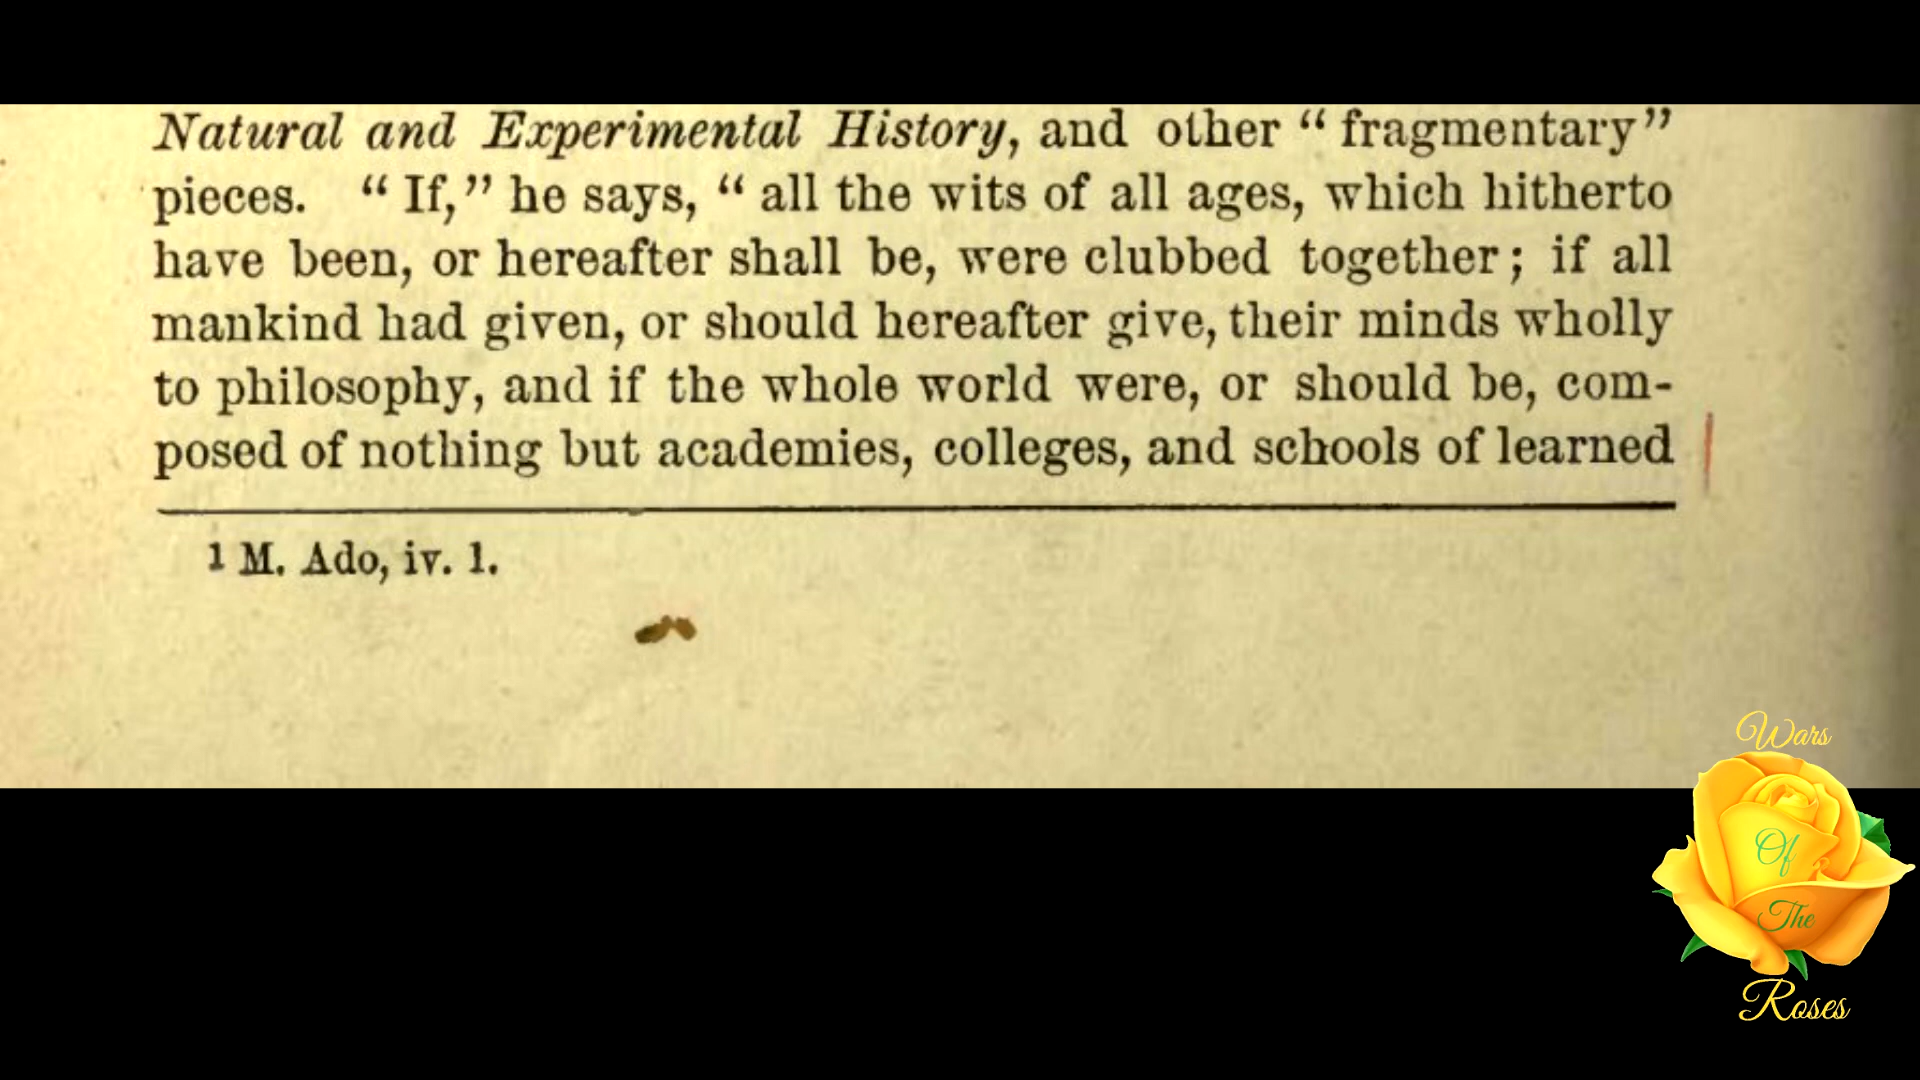 Natural and Experimental History, and other “ fragmentary”
pieces. “ If,” he says, “ all the wits of all ages, which hitherto
have been, or hereafter shall be, were clubbed together; if all
mankind had given, or should hereafter give, their minds wholly
to philosophy, and if the whole world were, or should be, com-
posed of nothing but academies, colleges, and schools of learned
1 M. Ado, iv. 1.
Wars
Of
The
Roses